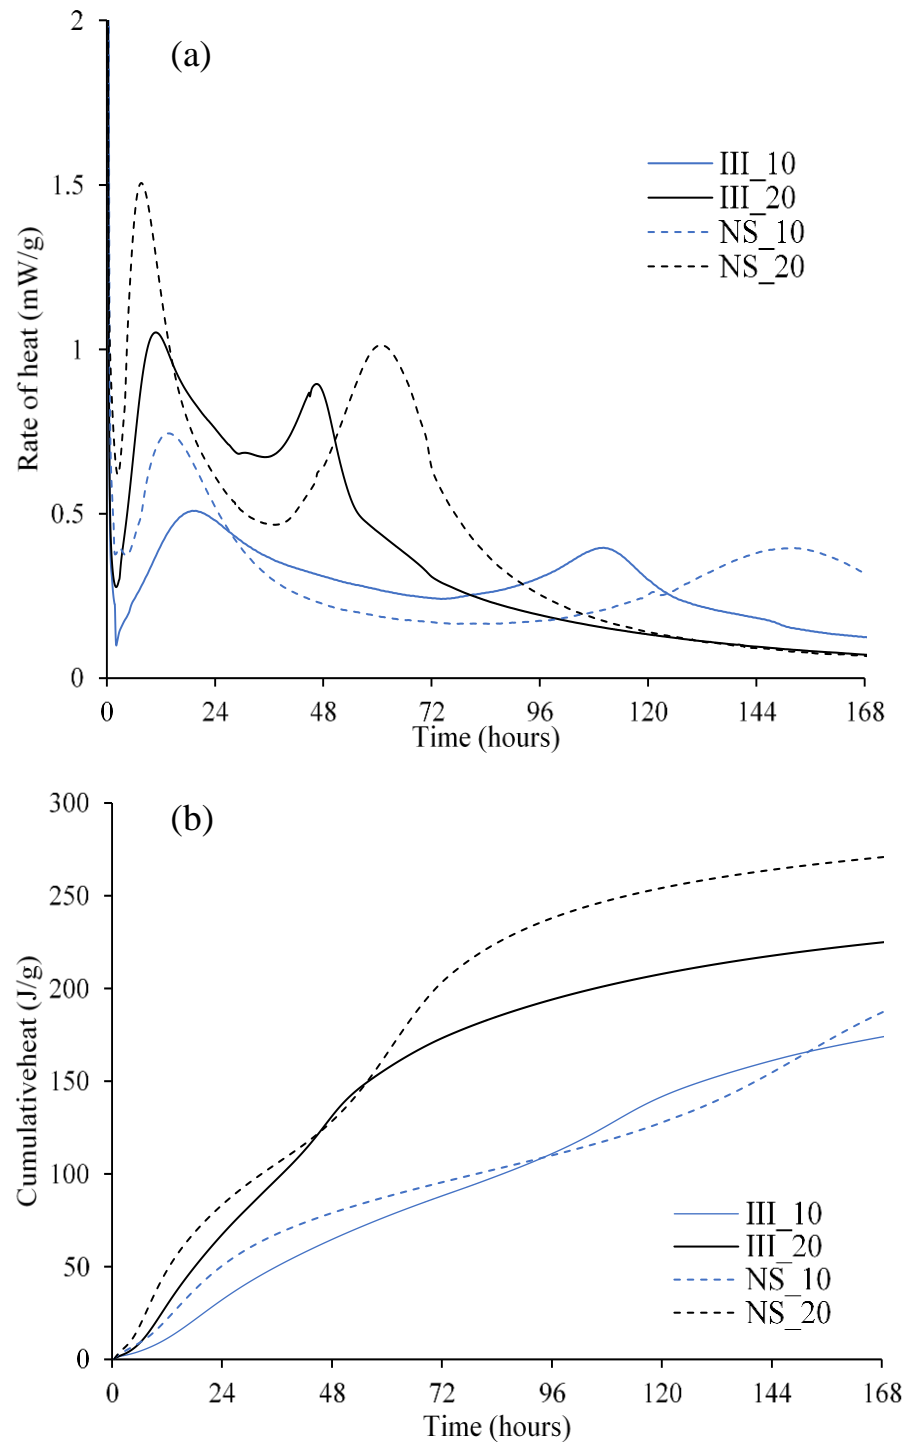 2
(a)
1.5
1
0.5
0
Rate of heat (mW/g)
III_10
III_20
NS_10
NS_20
0 24 48 72 96 120 144 168
Time (hours)
300
(b)
250
200
150
100
50
0
Cumulativeheat (J/g)
III_10
III_20
NS_10
NS_20
0 24 48 72 96 120 144 168
Time (hours)